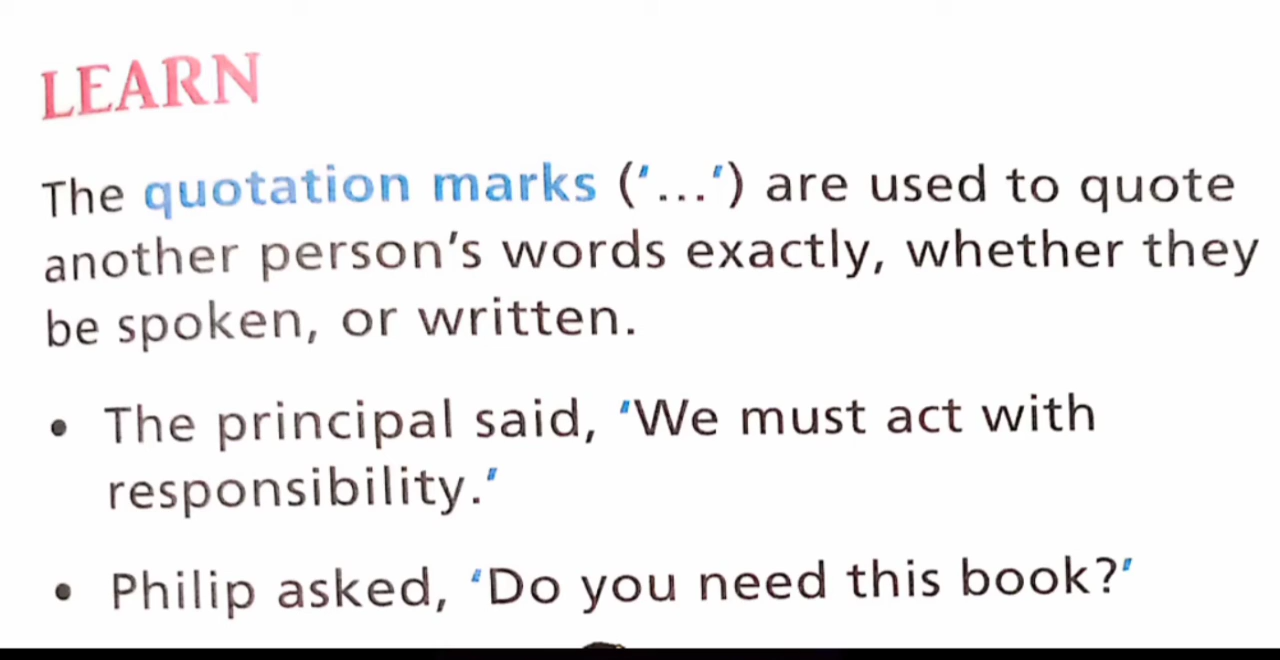 LEARN
The quotation marks ('...') are used to quote
another person's words exactly, whether they
be spoken, or written.
• The principal said, 'We must act with
responsibility.'
• Philip asked, 'Do you need this book?'